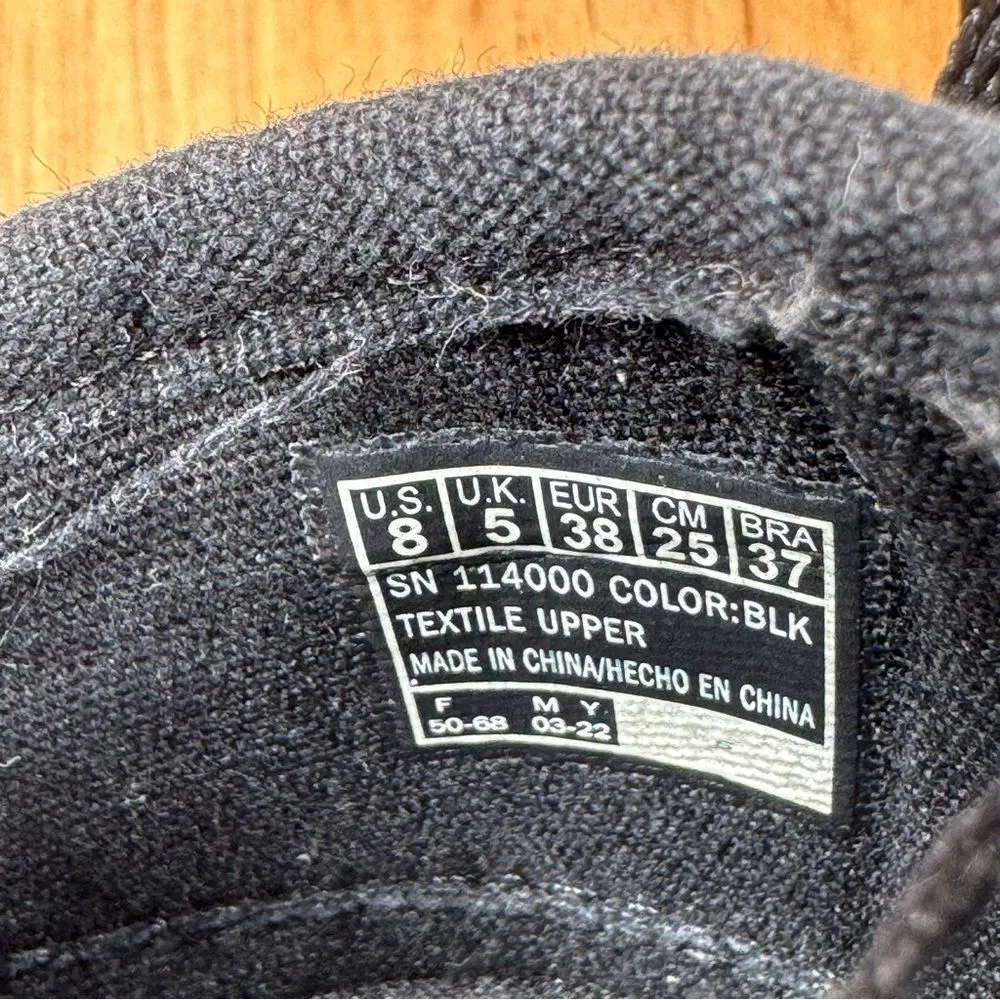 U.S. U.K. EUR CM BRA
8 5 38 25 37
SN 114000 COLOR:BLK
TEXTILE UPPER
MADE IN CHINA/HECHO EN CHINA
F M Y.
50-68 03-22